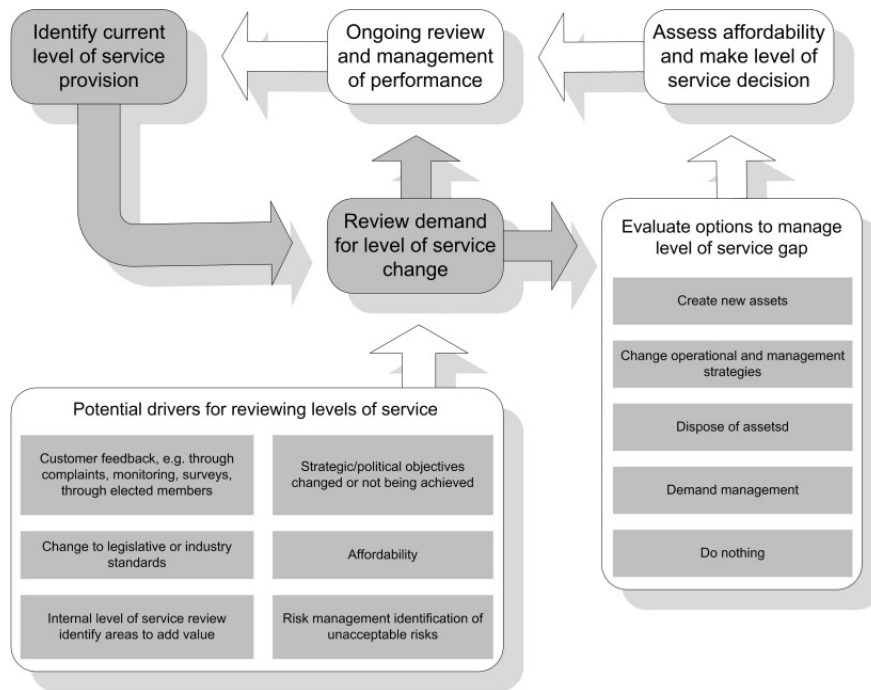 Identify current
level of service
provision
Ongoing review
and management
of performance
Assess affordability
and make level of
service decision
Review demand
for level of service
change
Evaluate options to manage
level of service gap
Create new assets
Change operational and management
strategies
Dispose of assetsd
Demand management
Do nothing
Potential drivers for reviewing levels of service
Customer feedback, e.g. through
complaints, monitoring, surveys,
through elected members
Strategic/political objectives
changed or not being achieved
Change to legislative or industry
standards
Affordability
Internal level of service review
identify areas to add value
Risk management identification of
unacceptable risks